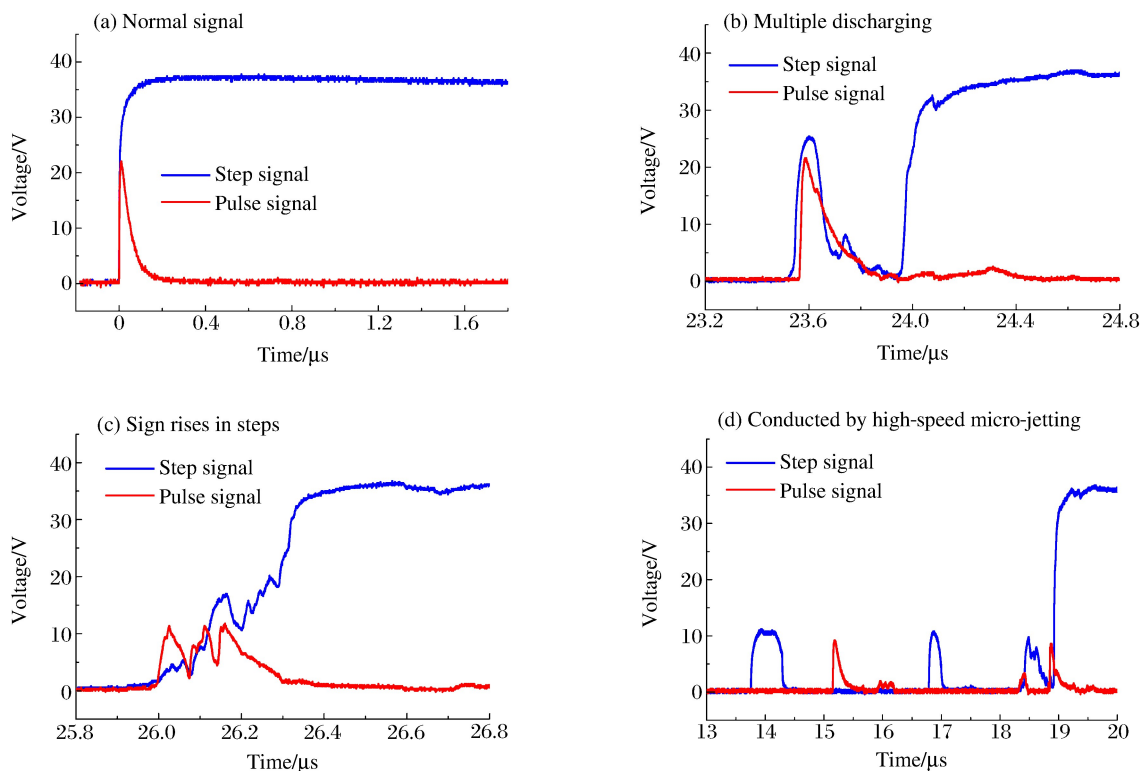 (a) Normal signal
40
30
20
10
0
Voltage/V
Step signal
Pulse signal
0 0.4 0.8 1.2 1.6
Time/μs
(b) Multiple discharging
Step signal
Pulse signal
40
30
20
10
0
Voltage/V
23.2 23.6 24.0 24.4 24.8
Time/μs
(c) Sign rises in steps
Step signal
Pulse signal
40
30
20
10
0
Voltage/V
25.8 26.0 26.2 26.4 26.6 26.8
Time/μs
(d) Conducted by high-speed micro-jetting
Step signal
Pulse signal
40
30
20
10
0
Voltage/V
13 14 15 16 17 18 19 20
Time/μs